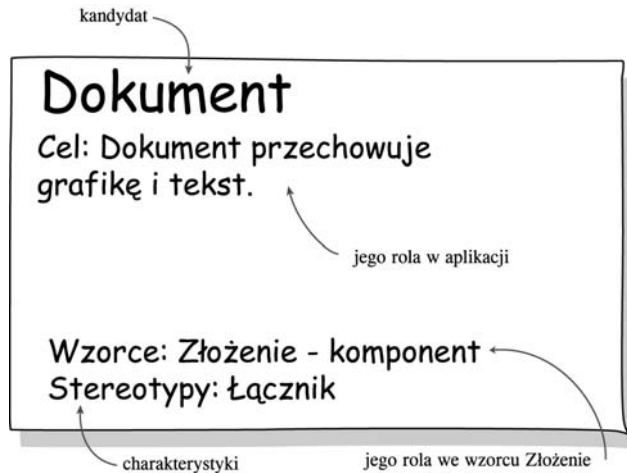 kandydat
Dokument
Cel: Dokument przechowuje
grafikę i tekst.
jego rola w aplikacji
Wzorce: Złożenie - komponent
Stereotypy: Łącznik
charakterystyki
jego rola we wzorcu Złożenie